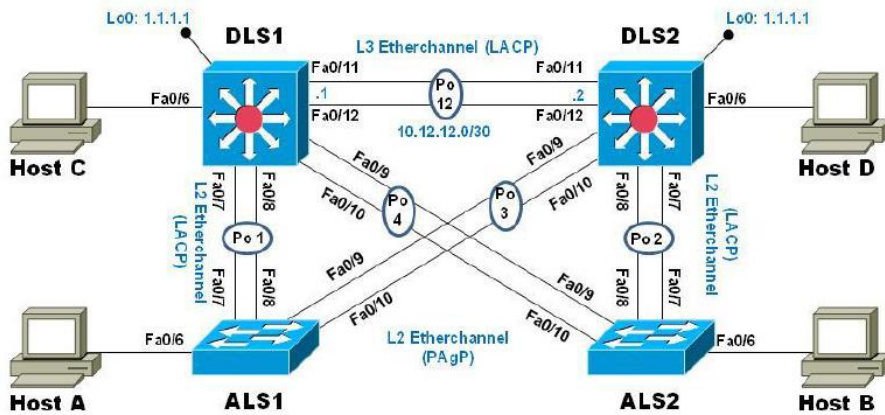 Lo0: 1.1.1.1
Lo0: 1.1.1.1
DLS1
L3 Etherchannel (LACP)
DLS2
Fa0/11
Fa0/11
Fa0/6
.1
Po
12
.2
Fa0/6
Fa0/12
Fa0/12
10.12.12.0/30
Host C
Host D
Fa0/9
Fa0/9
Fa0/10
Fa0/10
Fa0/7
Fa0/8
Fa0/8
Fa0/7
L2 Etherchannel
(LACP)
Po
4
Po
3
L2 Etherchannel
(LACP)
Po 1
Po 2
Fa0/7
Fa0/8
Fa0/9
Fa0/10
Fa0/9
Fa0/10
Fa0/8
Fa0/7
Fa0/6
L2 Etherchannel
(PAgP)
Fa0/6
Host A
ALS1
ALS2
Host B